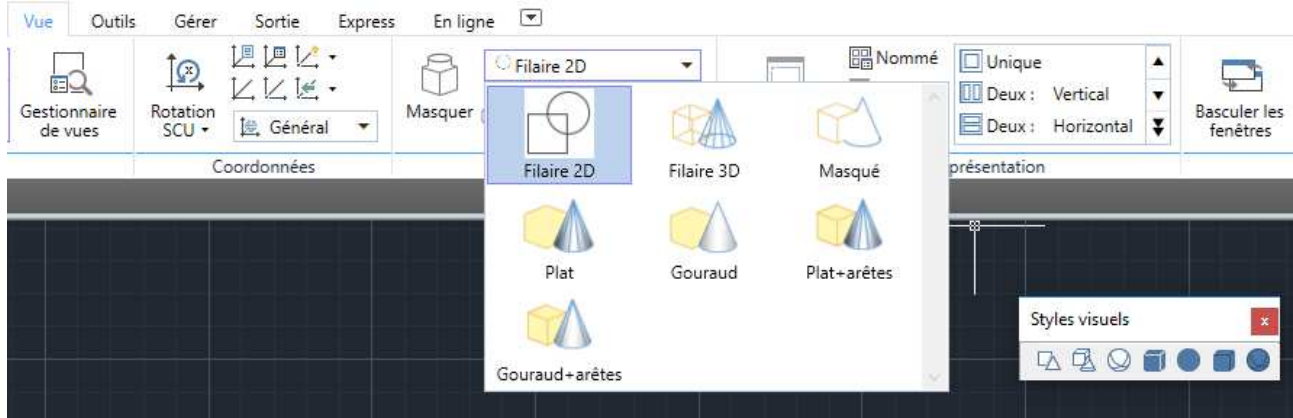 Vue Outils Gérer Sortie Express En ligne
Filaire 2D
Nommé
Unique
Deux : Vertical
Deux : Horizontal
Gestionnaire de vues
Rotation SCU
Général
Masquer
Basculer les fenêtres
Coordonnées
présentation
Filaire 2D Filaire 3D Masqué
Plat Gouraud Plat+arêtes
Gouraud+arêtes
Styles visuels
x